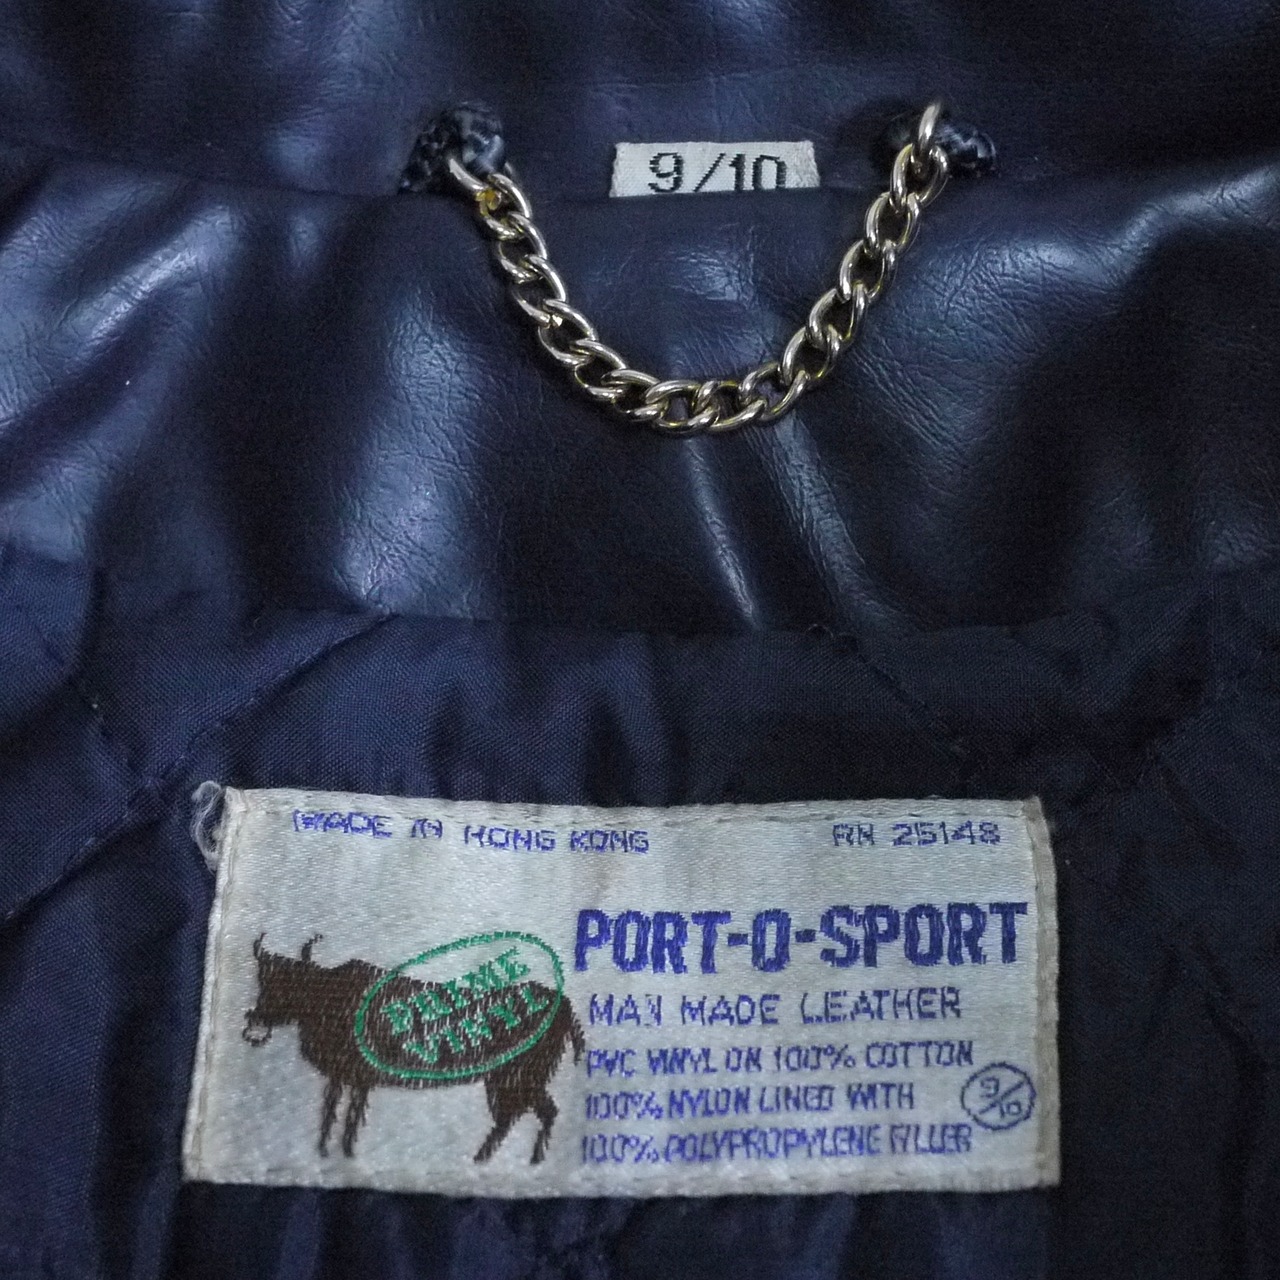 9/10
MADE IN HONG KONG RN 25148
PORT-O-SPORT
PRIME
VINYL
MAN MADE LEATHER
PVC VINYL ON 100% COTTON
100% NYLON LINED WITH
9/10
100% POLYPROPYLENE FILLER